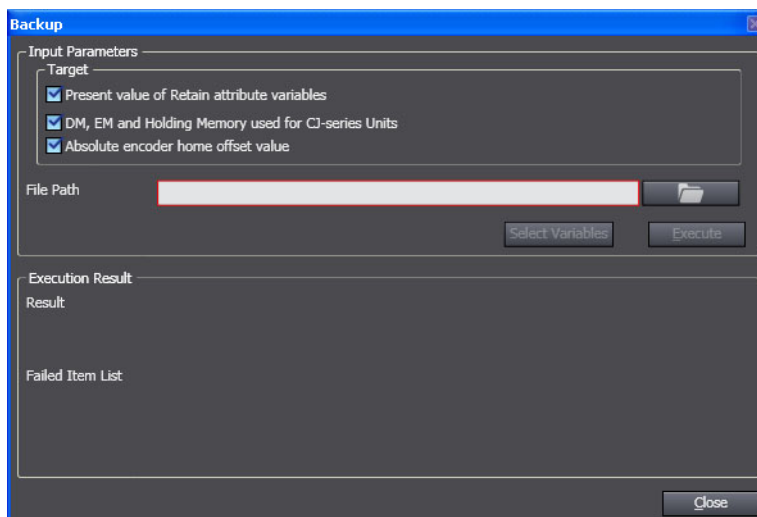 Backup
Input Parameters
Target
Present value of Retain attribute variables
DM, EM and Holding Memory used for CJ-series Units
Absolute encoder home offset value
File Path
Select Variables Execute
Execution Result
Result
Failed Item List
Close